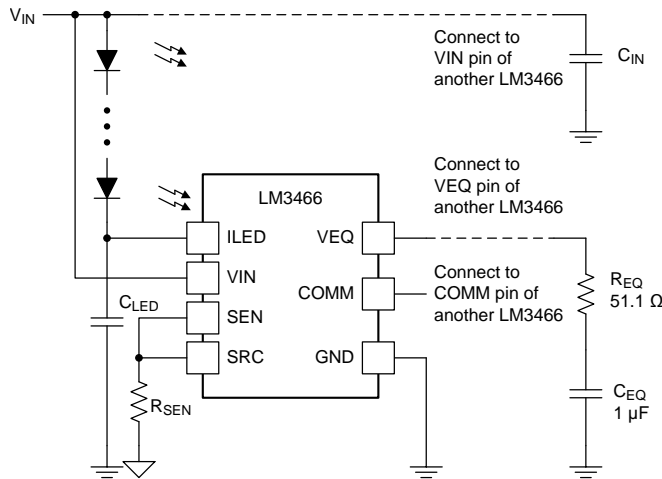 VIN
Connect to
VIN pin of
another LM3466
CIN
Connect to
VEQ pin of
another LM3466
LM3466
ILED
VEQ
VIN
Connect to
COMM pin of
another LM3466
COMM
REQ
51.1 Ω
CLED
SEN
SRC
GND
RSEN
CEQ
1 µF